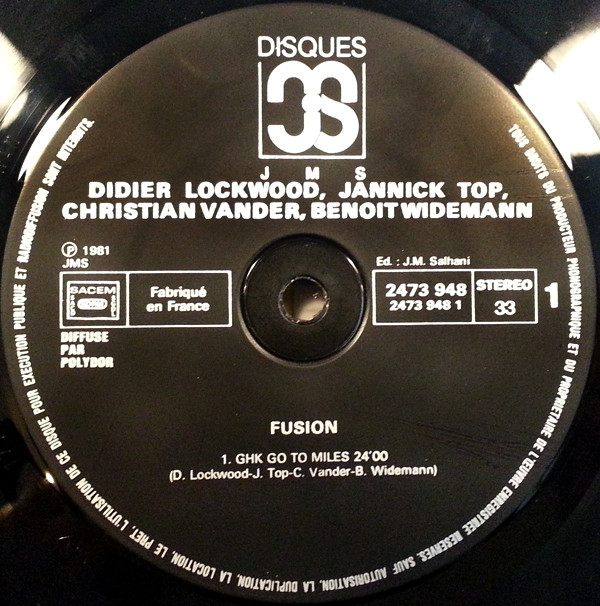 DISQUES
JMS
J M S
DIDIER LOCKWOOD, JANNICK TOP,
CHRISTIAN VANDER, BENOIT WIDEMANN
℗ 1981
JMS
Ed. : J.M. Salhani
SACEM
Fabriqué
en France
2473 948
2473 948 1
STEREO
33
1
DIFFUSE
PAR
POLYDOR
FUSION
1. GHK GO TO MILES 24'00
(D. Lockwood-J. Top-C. Vander-B. Widemann)
TOUS DROITS DU PRODUCTEUR PHONOGRAPHIQUE ET DU PROPRIETAIRE DE L'ŒUVRE ENREGISTREE RESERVES. SAUF AUTORISATION, LA DUPLICATION, LA LOCATION, LE PRET, L'UTILISATION DE CE DISQUE POUR EXECUTION PUBLIQUE ET RADIODIFFUSION SONT INTERDITS.